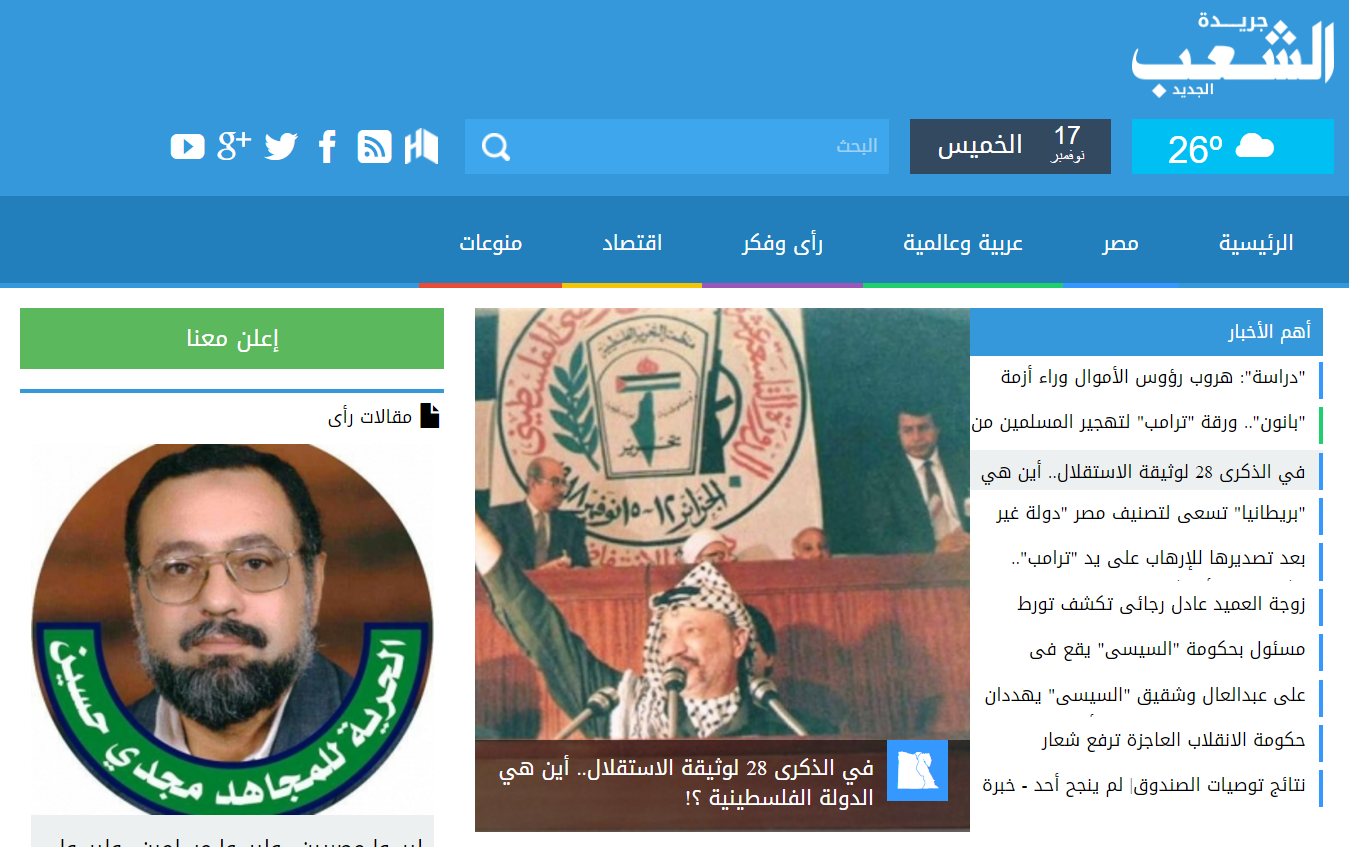 جريدة
الشعب
الجديد
26º
17
نوفمبر
الخميس
البحث
g+
الرئيسية
مصر
عربية وعالمية
رأى وفكر
اقتصاد
منوعات
أهم الأخبار
"دراسة": هروب رؤوس الأموال وراء أزمة
"بانون".. ورقة "ترامب" لتهجير المسلمين من
في الذكرى 28 لوثيقة الاستقلال.. أين هي
"بريطانيا" تسعى لتصنيف مصر "دولة غير
بعد تصديرها للإرهاب على يد "ترامب"..
زوجة العميد عادل رجائى تكشف تورط
مسئول بحكومة "السيسى" يقع فى
على عبدالعال وشقيق "السيسى" يهددان
حكومة الانقلاب العاجزة ترفع شعار
نتائج توصيات الصندوق| لم ينجح أحد - خبرة
منظمة التحرير الفلسطينية
تحرير
الجزائر ١٢-١٥ نوفمبر ٨٨
في الذكرى 28 لوثيقة الاستقلال.. أين هي
الدولة الفلسطينية ؟!
إعلن معنا
مقالات رأى
الحرية للمجاهد مجدي حسين